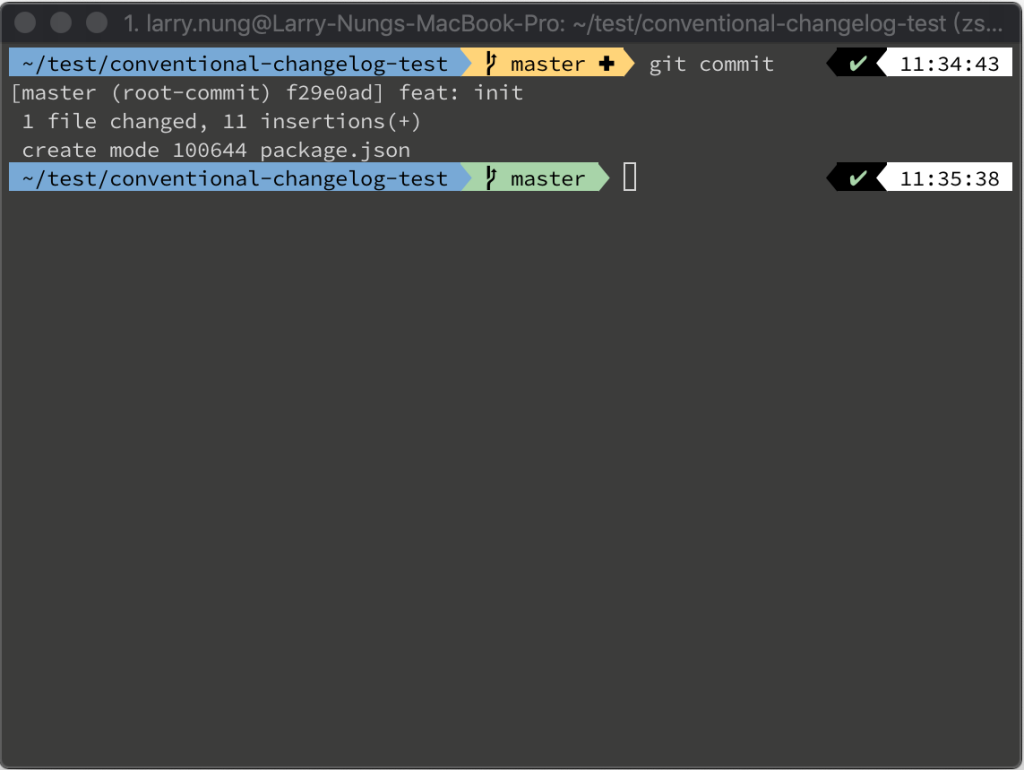 1. larry.nung@Larry-Nungs-MacBook-Pro: ~/test/conventional-changelog-test (zs...
~/test/conventional-changelog-test master ✚ git commit ✔ 11:34:43
[master (root-commit) f29e0ad] feat: init
1 file changed, 11 insertions(+)
create mode 100644 package.json
~/test/conventional-changelog-test master ✔ 11:35:38